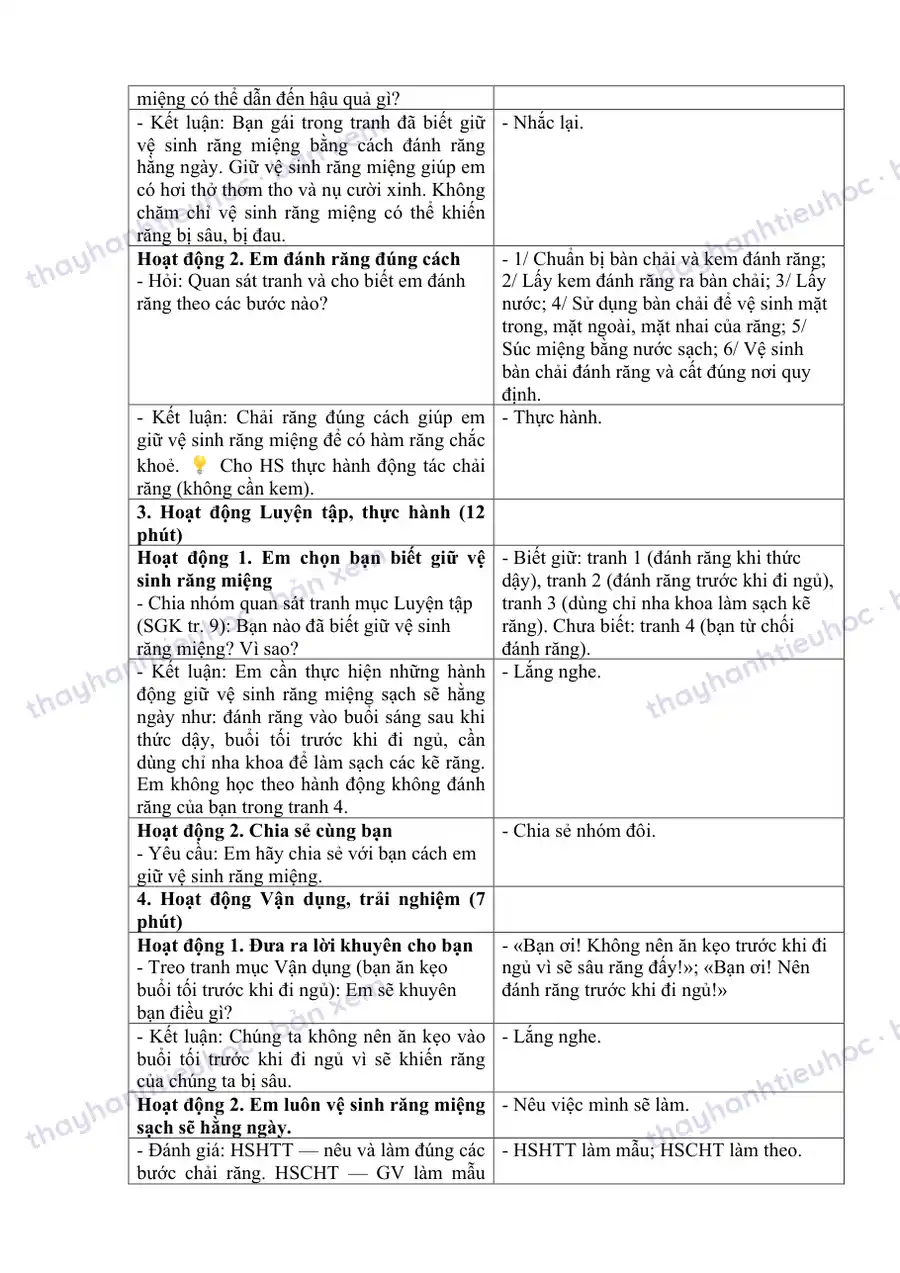 miệng có thể dẫn đến hậu quả gì?
- Kết luận: Bạn gái trong tranh đã biết giữ
vệ sinh răng miệng bằng cách đánh răng
hằng ngày. Giữ vệ sinh răng miệng giúp em
có hơi thở thơm tho và nụ cười xinh. Không
chăm chỉ vệ sinh răng miệng có thể khiến
răng bị sâu, bị đau.
- Nhắc lại.
Hoạt động 2. Em đánh răng đúng cách
- Hỏi: Quan sát tranh và cho biết em đánh
răng theo các bước nào?
- 1/ Chuẩn bị bàn chải và kem đánh răng;
2/ Lấy kem đánh răng ra bàn chải; 3/ Lấy
nước; 4/ Sử dụng bàn chải để vệ sinh mặt
trong, mặt ngoài, mặt nhai của răng; 5/
Súc miệng bằng nước sạch; 6/ Vệ sinh
bàn chải đánh răng và cất đúng nơi quy
định.
- Kết luận: Chải răng đúng cách giúp em
giữ vệ sinh răng miệng để có hàm răng chắc
khoẻ. 💡 Cho HS thực hành động tác chải
răng (không cần kem).
- Thực hành.
3. Hoạt động Luyện tập, thực hành (12
phút)
Hoạt động 1. Em chọn bạn biết giữ vệ
sinh răng miệng
- Chia nhóm quan sát tranh mục Luyện tập
(SGK tr. 9): Bạn nào đã biết giữ vệ sinh
răng miệng? Vì sao?
- Biết giữ: tranh 1 (đánh răng khi thức
dậy), tranh 2 (đánh răng trước khi đi ngủ),
tranh 3 (dùng chỉ nha khoa làm sạch kẽ
răng). Chưa biết: tranh 4 (bạn từ chối
đánh răng).
- Kết luận: Em cần thực hiện những hành
động giữ vệ sinh răng miệng sạch sẽ hằng
ngày như: đánh răng vào buổi sáng sau khi
thức dậy, buổi tối trước khi đi ngủ, cần
dùng chỉ nha khoa để làm sạch các kẽ răng.
Em không học theo hành động không đánh
răng của bạn trong tranh 4.
- Lắng nghe.
Hoạt động 2. Chia sẻ cùng bạn
- Yêu cầu: Em hãy chia sẻ với bạn cách em
giữ vệ sinh răng miệng.
- Chia sẻ nhóm đôi.
4. Hoạt động Vận dụng, trải nghiệm (7
phút)
Hoạt động 1. Đưa ra lời khuyên cho bạn
- Treo tranh mục Vận dụng (bạn ăn kẹo
buổi tối trước khi đi ngủ): Em sẽ khuyên
bạn điều gì?
- «Bạn ơi! Không nên ăn kẹo trước khi đi
ngủ vì sẽ sâu răng đấy!»; «Bạn ơi! Nên
đánh răng trước khi đi ngủ!»
- Kết luận: Chúng ta không nên ăn kẹo vào
buổi tối trước khi đi ngủ vì sẽ khiến răng
của chúng ta bị sâu.
- Lắng nghe.
Hoạt động 2. Em luôn vệ sinh răng miệng
sạch sẽ hằng ngày.
- Nêu việc mình sẽ làm.
- Đánh giá: HSHTT — nêu và làm đúng các
bước chải răng. HSCHT — GV làm mẫu
- HSHTT làm mẫu; HSCHT làm theo.
thayhanhtieuhoc · bản xem
thayhanhtieuhoc · b
thayhanhtieuhoc · bản xem
thayhanhtieuhoc · b
thayhanhtieuhoc · bản xem
thayhanhtieuhoc · b